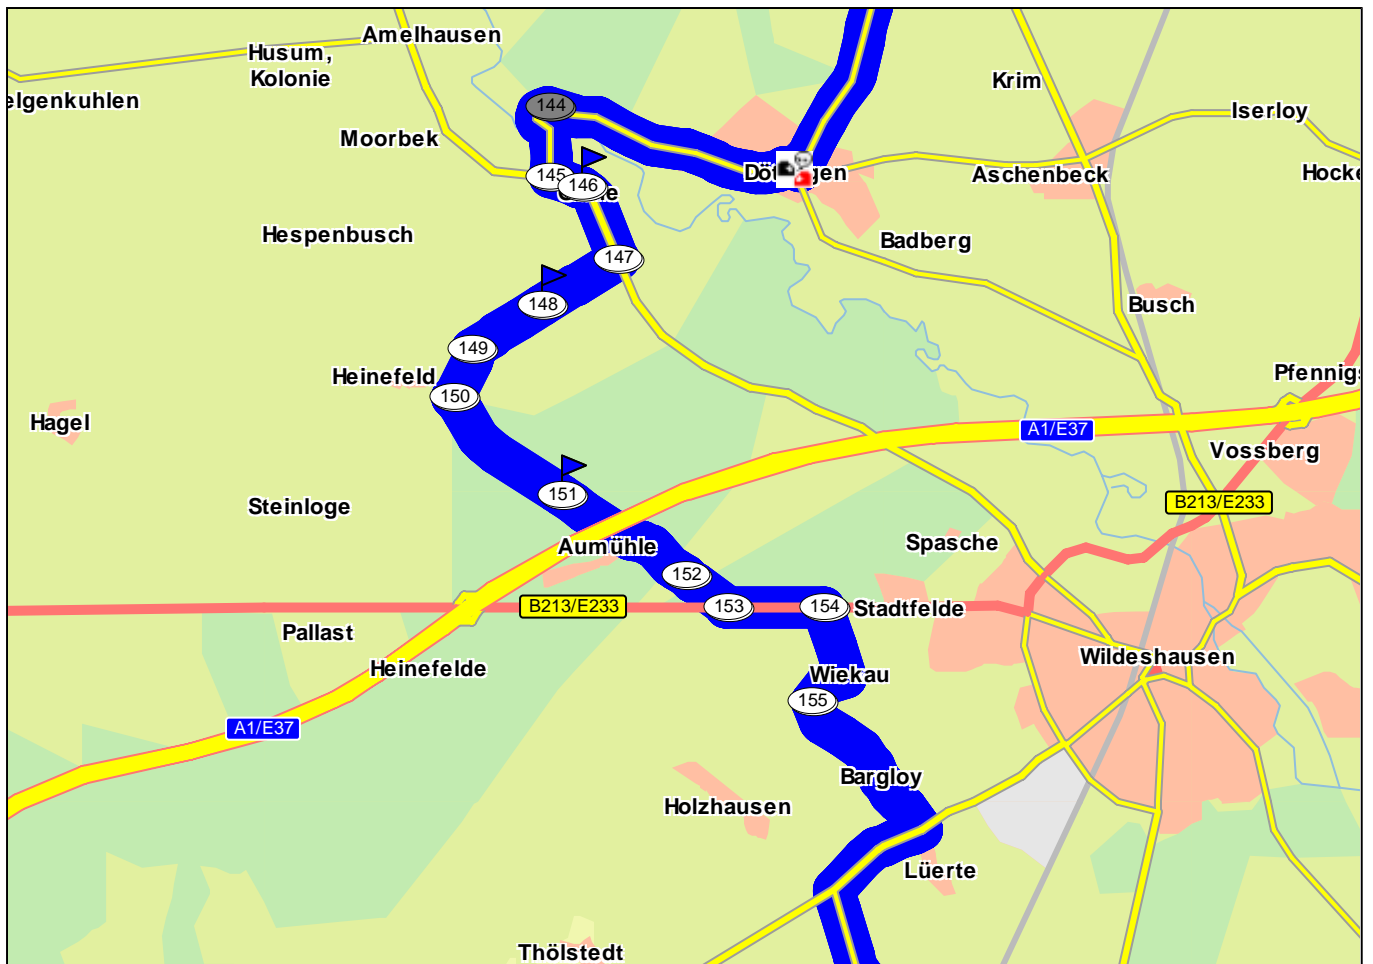 Amelhausen
Husum,
Kolonie
Krim
elgenkuhlen
144
Iserloy
Moorbek
145
146
Aschenbeck
Hocke
Hespenbusch
Badberg
147
148
Busch
149
Heinefeld
150
Pfennigs
Hagel
A1/E37
Vossberg
151
B213/E233
Steinloge
Spasche
Aumühle
152
B213/E233
153
154
Stadtfelde
Pallast
Wildeshausen
Heinefelde
Wiekau
155
A1/E37
Bargloy
Holzhausen
Lüerte
Thölstedt